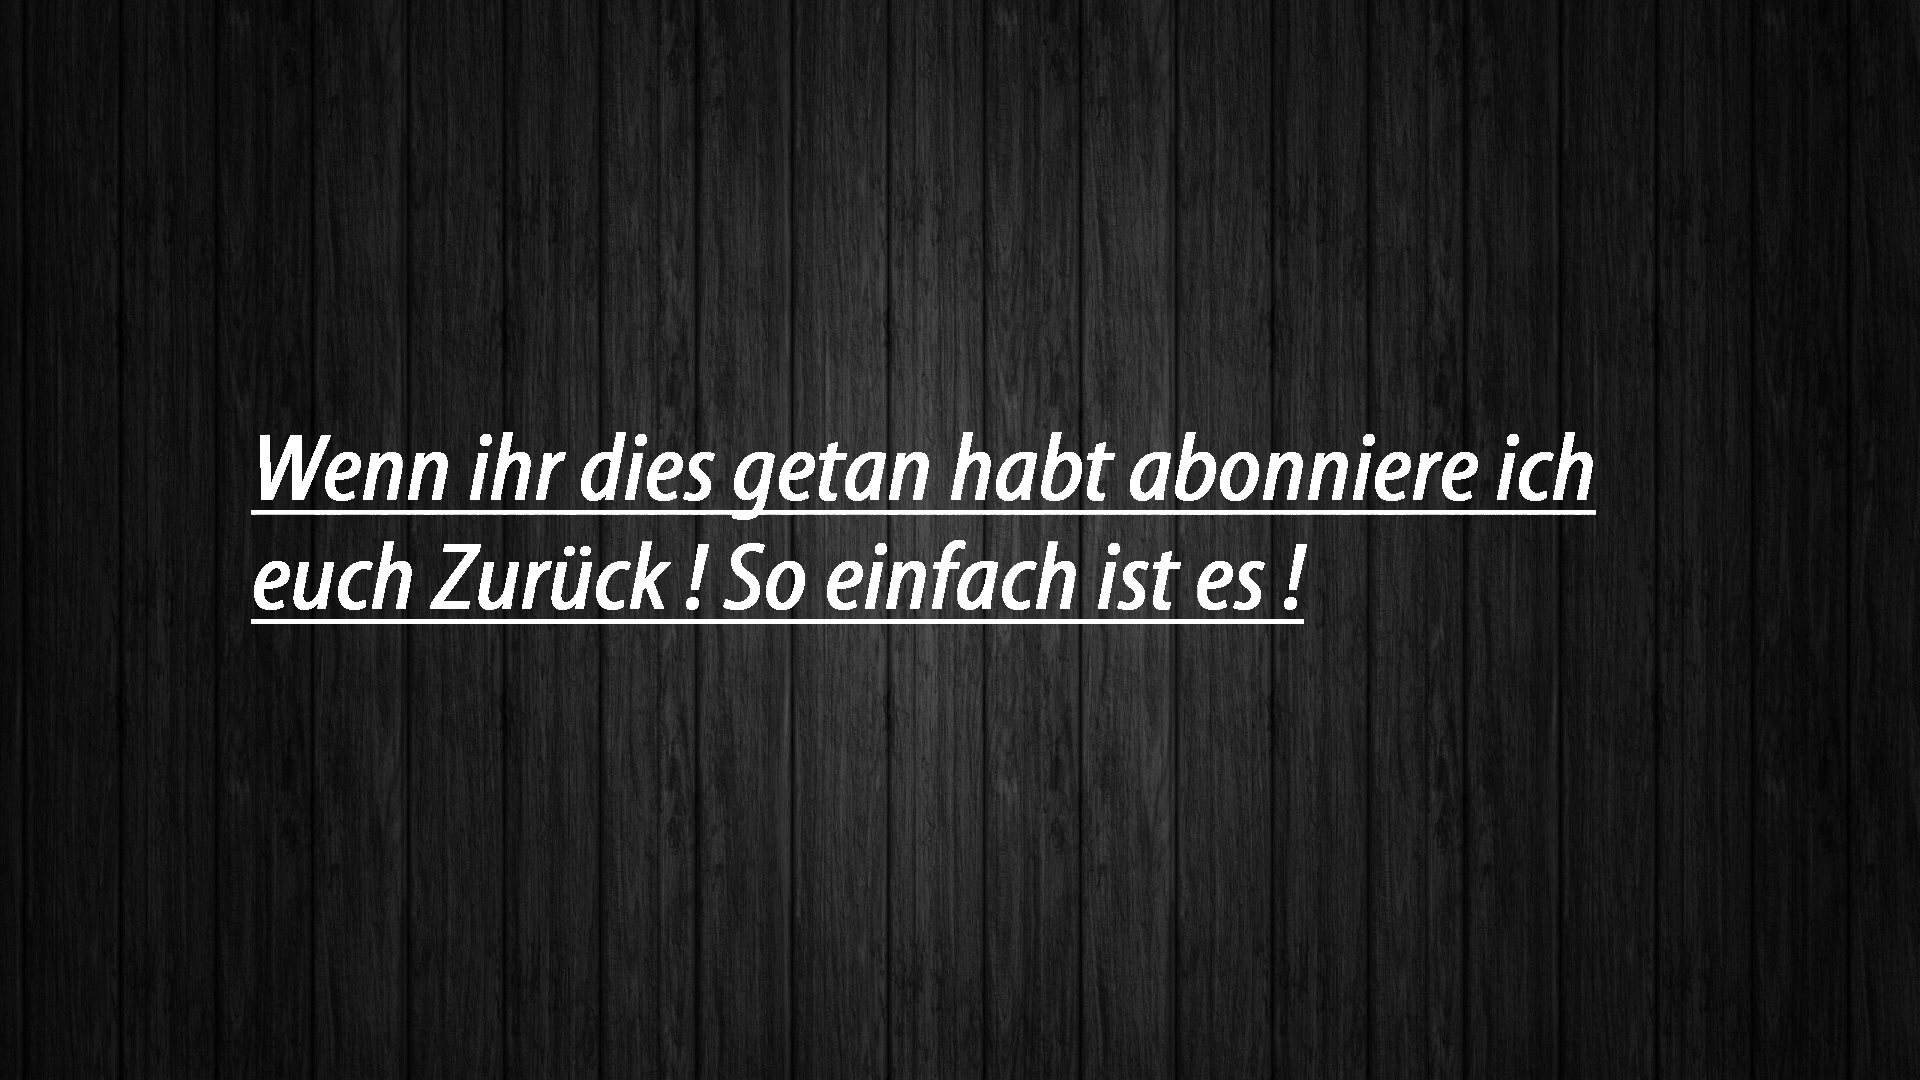 Wenn ihr dies getan habt abonniere ich
euch Zurück ! So einfach ist es !